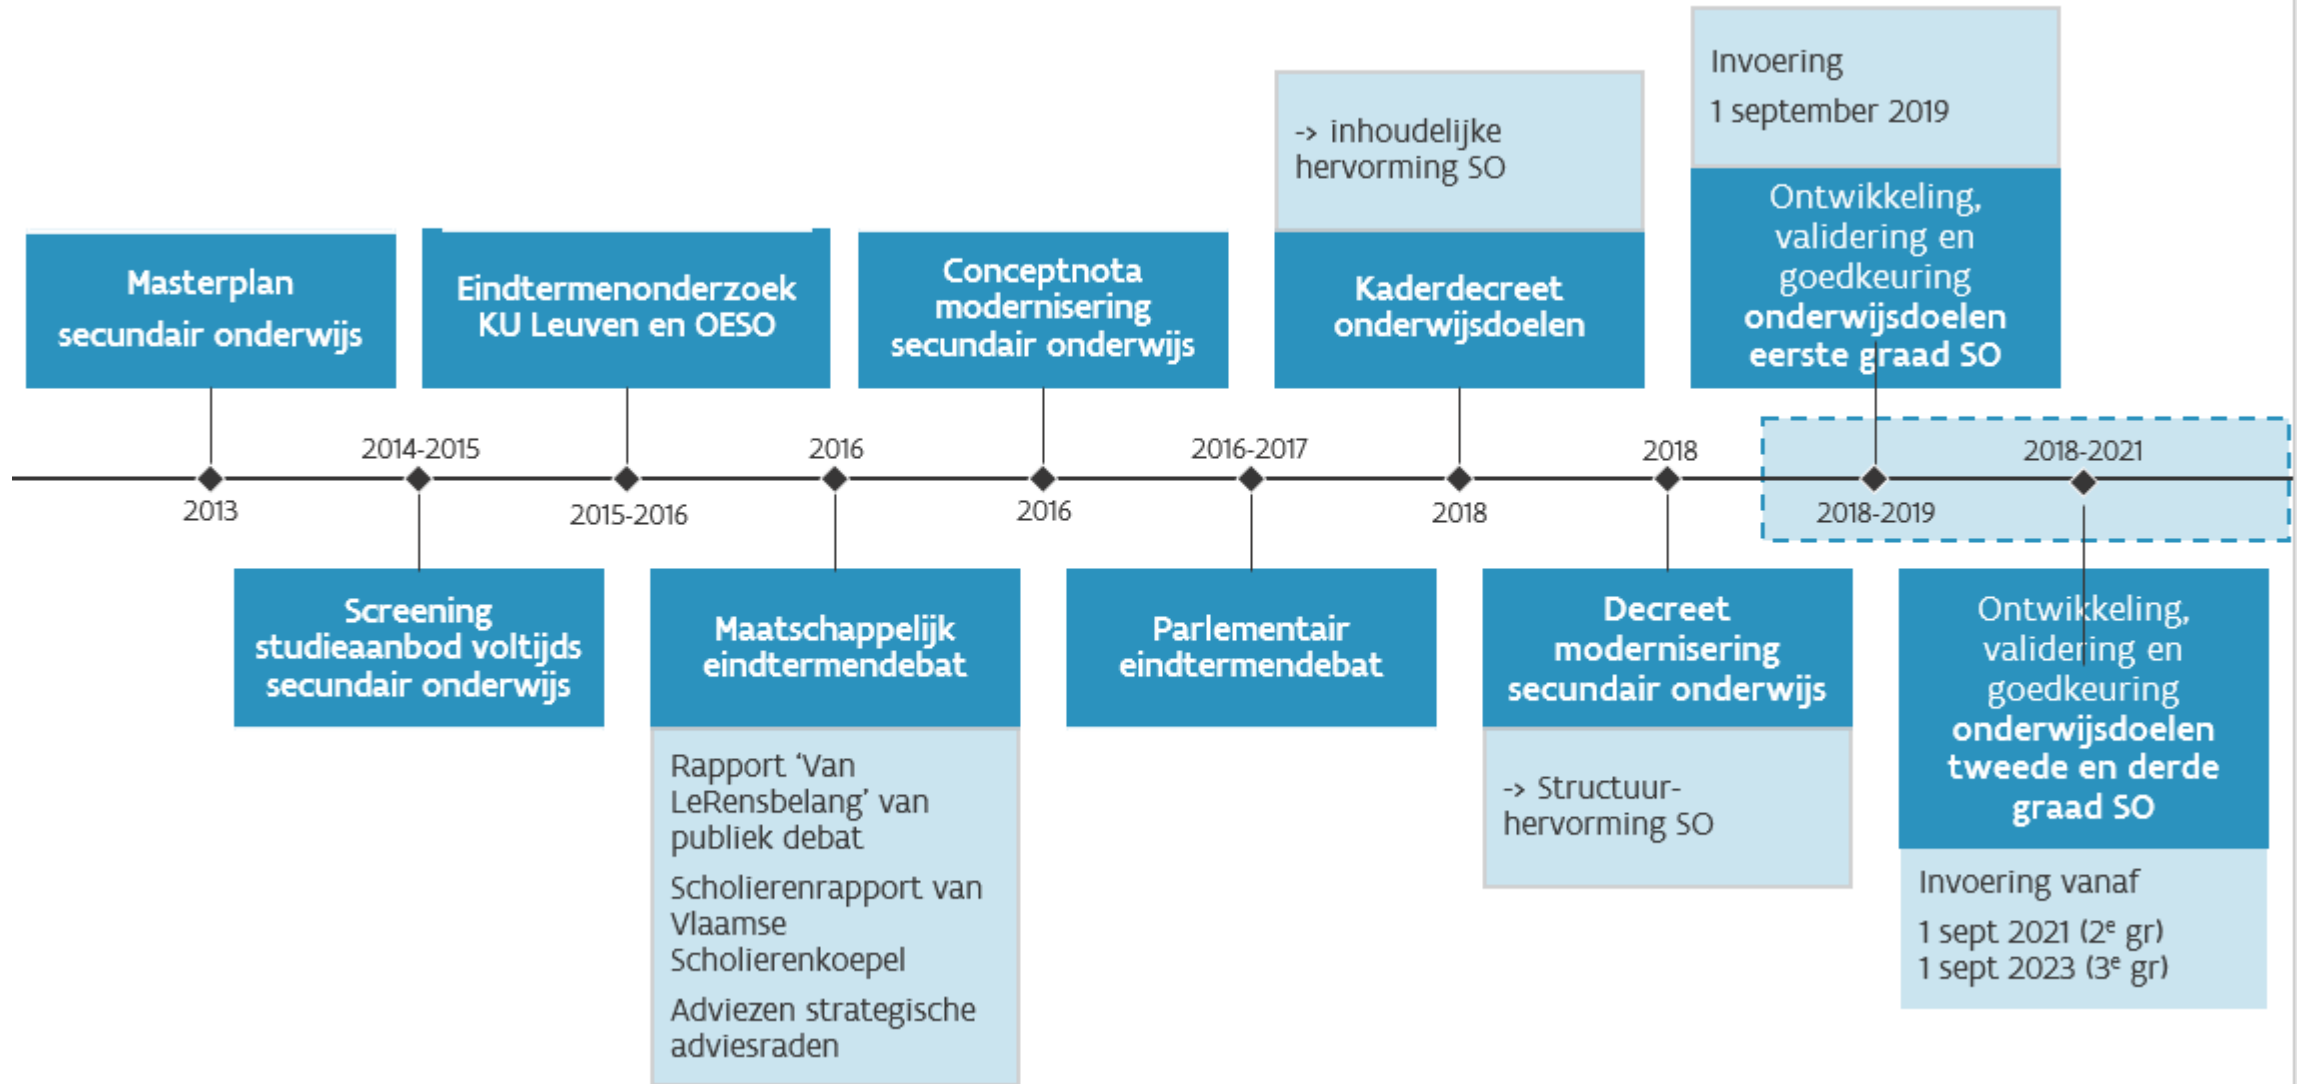 Masterplan
secundair onderwijs
2013
2014-2015
Screening
studieaanbod voltijds
secundair onderwijs
Eindtermenonderzoek
KU Leuven en OESO
2015-2016
2016
Maatschappelijk
eindtermendebat
Rapport ‘Van
LeRensbelang’ van
publiek debat
Scholierenrapport van
Vlaamse
Scholierenkoepel
Adviezen strategische
adviesraden
Conceptnota
modernisering
secundair onderwijs
2016
2016-2017
Parlementair
eindtermendebat
-> inhoudelijke
hervorming SO
Kaderdecreet
onderwijsdoelen
2018
2018
Decreet
modernisering
secundair onderwijs
-> Structuur-
hervorming SO
Invoering
1 september 2019
Ontwikkeling,
validering en
goedkeuring
onderwijsdoelen
eerste graad SO
2018-2019
2018-2021
Ontwikkeling,
validering en
goedkeuring
onderwijsdoelen
tweede en derde
graad SO
Invoering vanaf
1 sept 2021 (2ᵉ gr)
1 sept 2023 (3ᵉ gr)